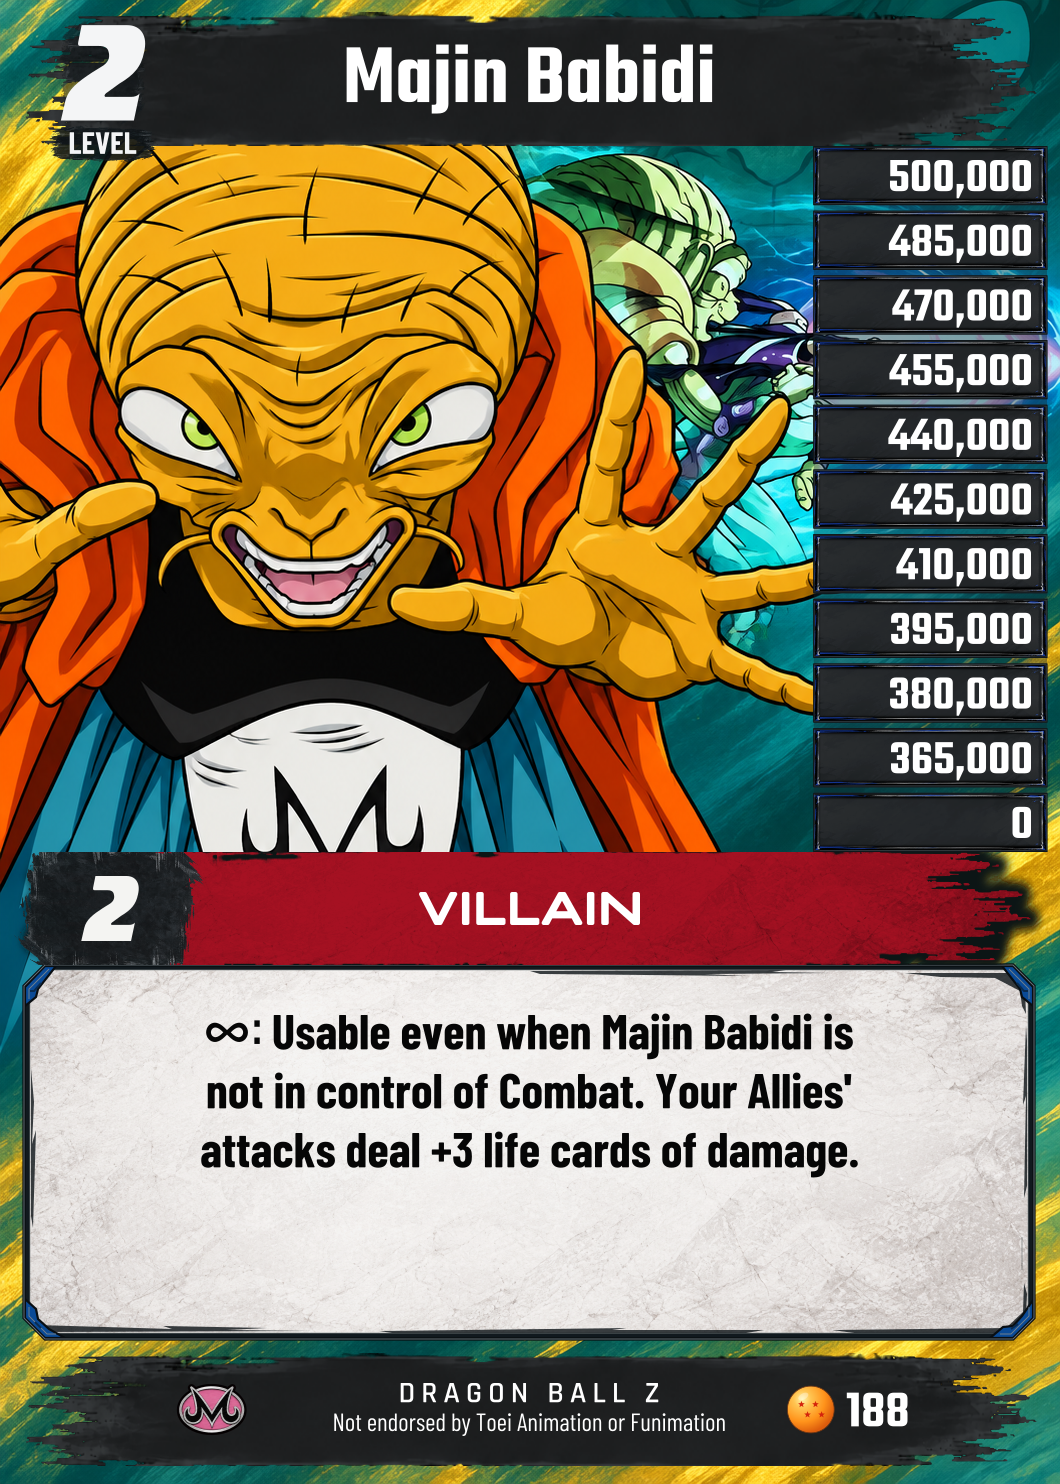 2
LEVEL
Majin Babidi
500,000
485,000
470,000
455,000
440,000
425,000
410,000
395,000
380,000
365,000
0
2
VILLAIN
∞: Usable even when Majin Babidi is
not in control of Combat. Your Allies'
attacks deal +3 life cards of damage.
DRAGON BALL Z
Not endorsed by Toei Animation or Funimation
188